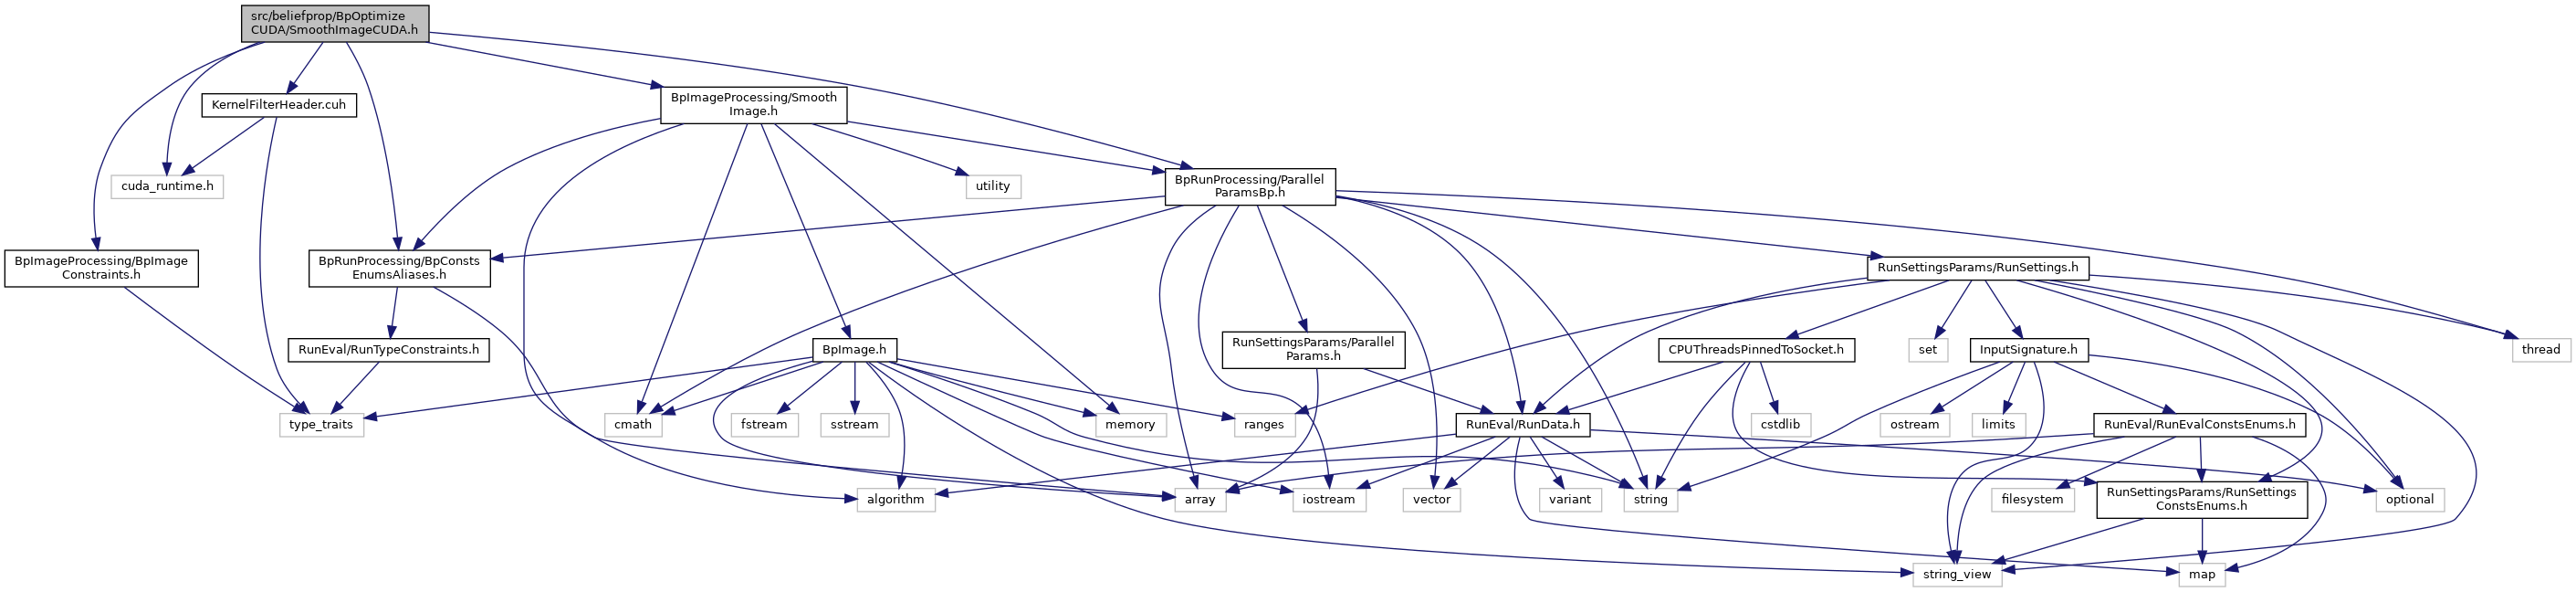 src/beliefprop/BpOptimize
CUDA/SmoothImageCUDA.h
BpImageProcessing/Smooth
Image.h
KernelFilterHeader.cuh
cuda_runtime.h
utility
BpRunProcessing/Parallel
ParamsBp.h
BpImageProcessing/BpImage
Constraints.h
BpRunProcessing/BpConsts
EnumsAliases.h
RunSettingsParams/RunSettings.h
RunEval/RunTypeConstraints.h
BpImage.h
RunSettingsParams/Parallel
Params.h
CPUThreadsPinnedToSocket.h
set
InputSignature.h
thread
type_traits
cmath
fstream
sstream
memory
ranges
RunEval/RunData.h
cstdlib
ostream
limits
RunEval/RunEvalConstsEnums.h
algorithm
array
iostream
vector
variant
string
filesystem
RunSettingsParams/RunSettings
ConstsEnums.h
optional
string_view
map